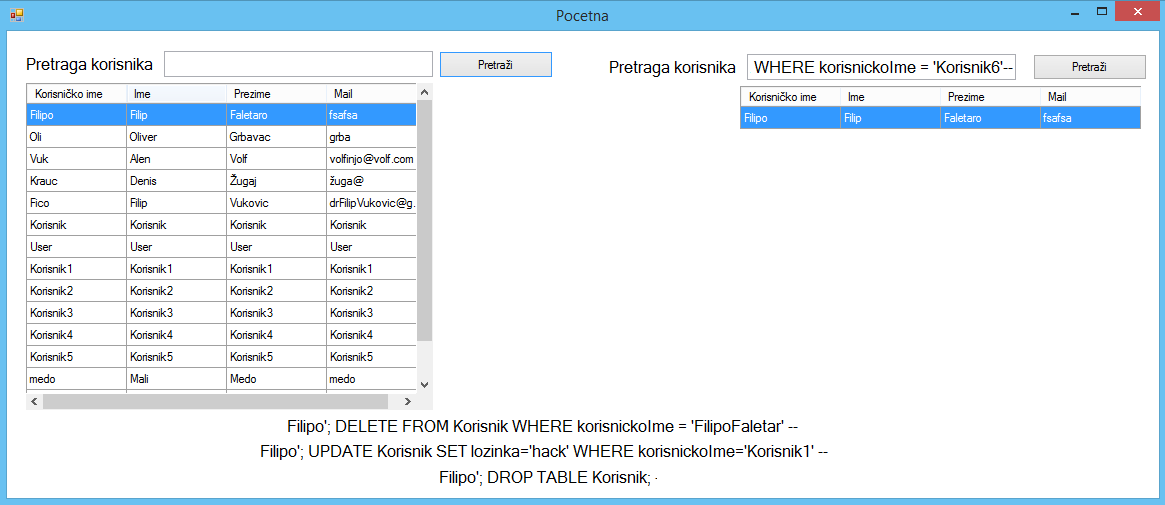 Pocetna
Pretraga korisnika Pretraži
Korisničko ime Ime Prezime Mail
Filipo Filip Faletaro fsafsa
Oli Oliver Grbavac grba
Vuk Alen Volf volfinjo@volf.com
Krauc Denis Žugaj žuga@
Fico Filip Vukovic drFilipVukovic@g.
Korisnik Korisnik Korisnik Korisnik
User User User User
Korisnik1 Korisnik1 Korisnik1 Korisnik1
Korisnik2 Korisnik2 Korisnik2 Korisnik2
Korisnik3 Korisnik3 Korisnik3 Korisnik3
Korisnik4 Korisnik4 Korisnik4 Korisnik4
Korisnik5 Korisnik5 Korisnik5 Korisnik5
medo Mali Medo medo
Pretraga korisnika WHERE korisnickoIme = 'Korisnik6'-- Pretraži
Korisničko ime Ime Prezime Mail
Filipo Filip Faletaro fsafsa
Filipo'; DELETE FROM Korisnik WHERE korisnickoIme = 'FilipoFaletar' --
Filipo'; UPDATE Korisnik SET lozinka='hack' WHERE korisnickoIme='Korisnik1' --
Filipo'; DROP TABLE Korisnik; -